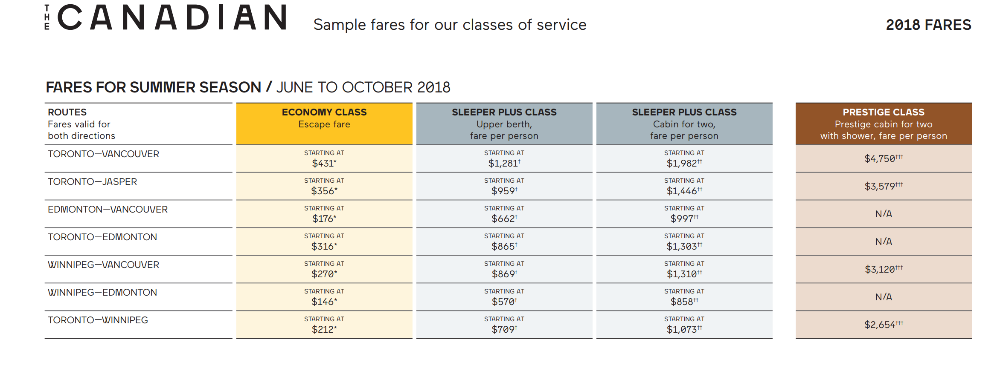 THE CANADIAN Sample fares for our classes of service 2018 FARES
FARES FOR SUMMER SEASON / JUNE TO OCTOBER 2018
ROUTES
Fares valid for
both directions
ECONOMY CLASS
Escape fare
SLEEPER PLUS CLASS
Upper berth,
fare per person
SLEEPER PLUS CLASS
Cabin for two,
fare per person
PRESTIGE CLASS
Prestige cabin for two
with shower, fare per person
TORONTO—VANCOUVER
STARTING AT
$431*
STARTING AT
$1,281†
STARTING AT
$1,982††
$4,750†††
TORONTO—JASPER
STARTING AT
$356*
STARTING AT
$959†
STARTING AT
$1,446††
$3,579†††
EDMONTON—VANCOUVER
STARTING AT
$176*
STARTING AT
$662†
STARTING AT
$997††
N/A
TORONTO—EDMONTON
STARTING AT
$316*
STARTING AT
$865†
STARTING AT
$1,303††
N/A
WINNIPEG—VANCOUVER
STARTING AT
$270*
STARTING AT
$869†
STARTING AT
$1,310††
$3,120†††
WINNIPEG—EDMONTON
STARTING AT
$146*
STARTING AT
$570†
STARTING AT
$858††
N/A
TORONTO—WINNIPEG
STARTING AT
$212*
STARTING AT
$709†
STARTING AT
$1,073††
$2,654†††